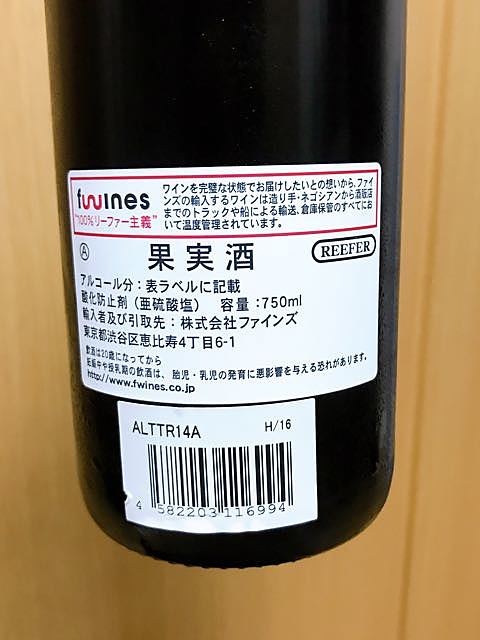 fwines
"100%リーファー主義"
ワインを完璧な状態でお届けしたいとの想いから、ファイ
ンズの輸入するワインは造り手・ネゴシアンから酒販店
までのトラックや船による輸送、倉庫保管のすべてにお
いて温度管理されています。
Ⓐ
果実酒
REEFER
アルコール分：表ラベルに記載
酸化防止剤（亜硫酸塩） 容量：750ml
輸入者及び引取先：株式会社ファインズ
東京都渋谷区恵比寿4丁目6-1
飲酒は20歳になってから
妊娠中や授乳期の飲酒は、胎児・乳児の発育に悪影響を与える恐れがあります。
http://www.fwines.co.jp
ALTTR14A H/16
4 582203 116994